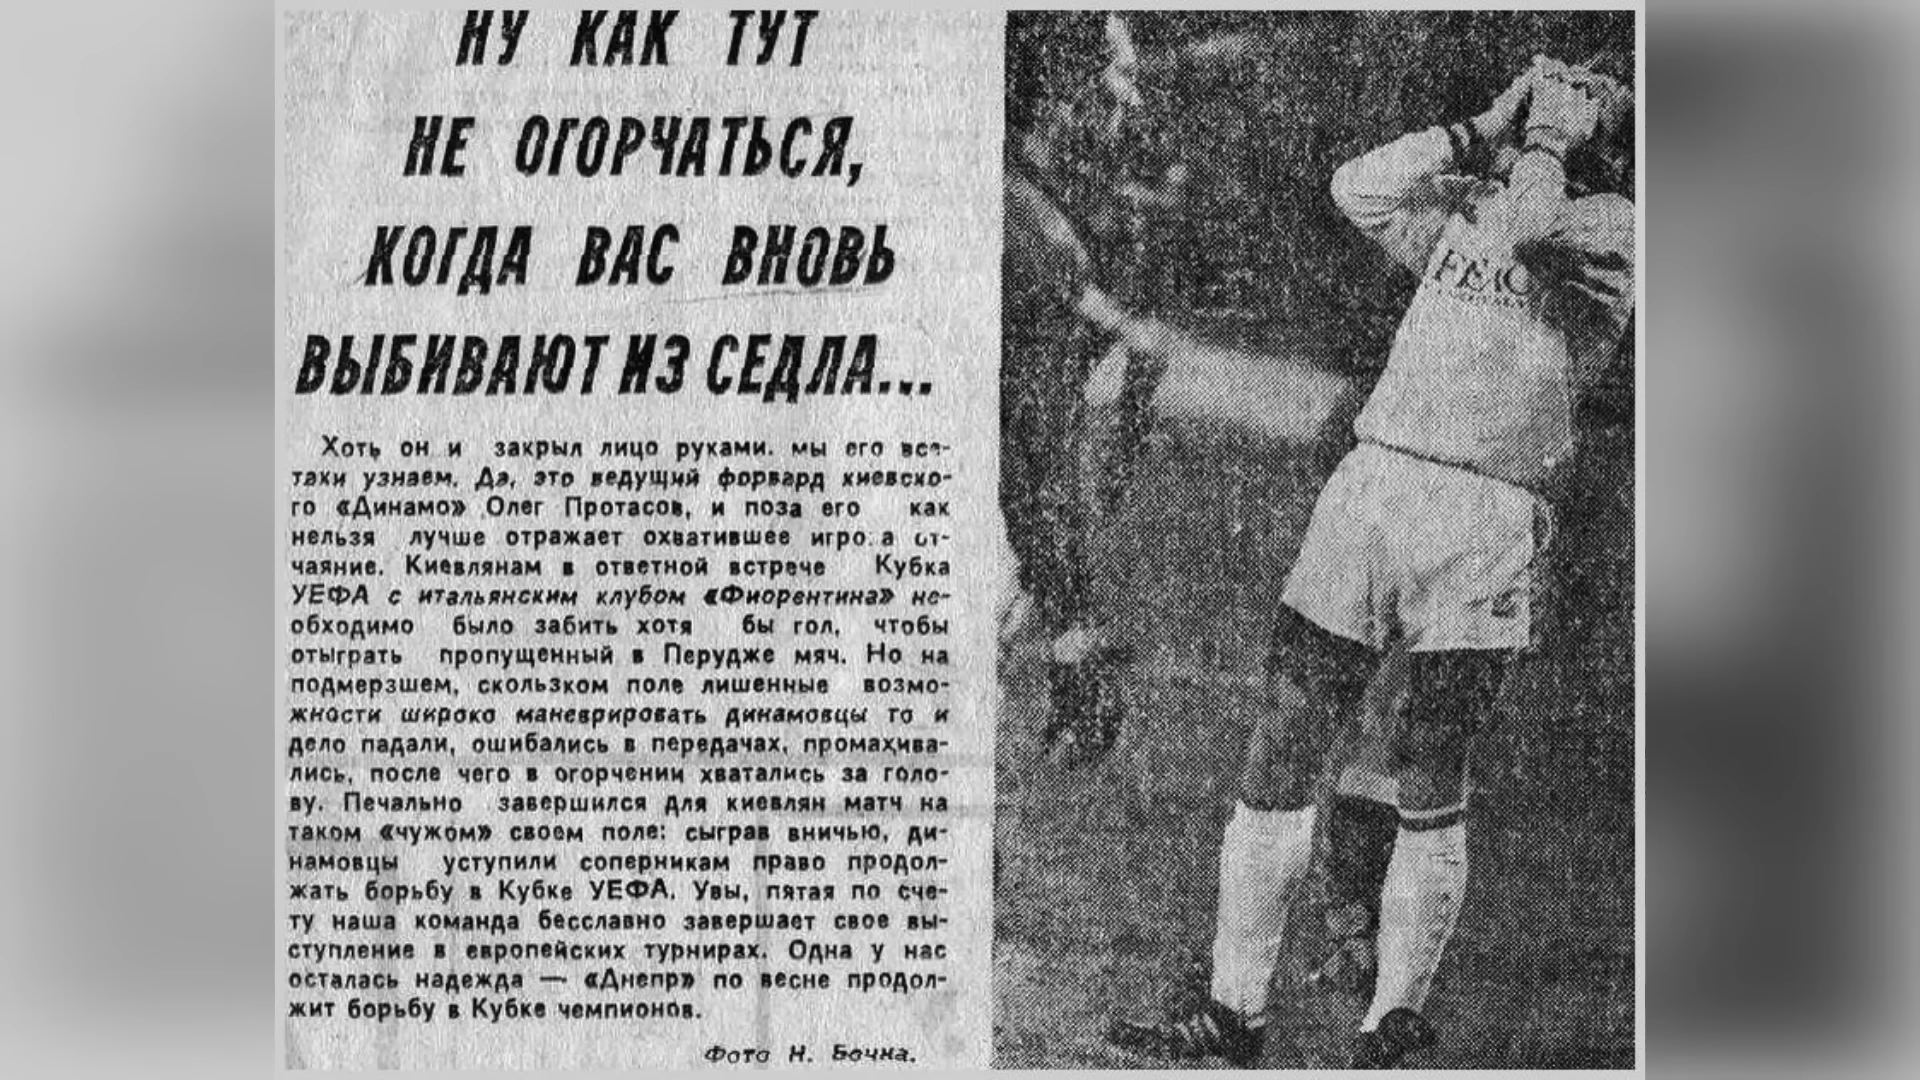 НУ КАК ТУТ
НЕ ОГОРЧАТЬСЯ,
КОГДА ВАС ВНОВЬ
ВЫБИВАЮТ ИЗ СЕДЛА...
Хоть он и закрыл лицо руками. мы его все-
таки узнаем. Да, это ведущий форвард киевско-
го «Динамо» Олег Протасов, и поза его как
нельзя лучше отражает охватившее игрока от-
чаяние. Киевлянам в ответной встрече Кубка
УЕФА с итальянским клубом «Фиорентина» не-
обходимо было забить хотя бы гол, чтобы
отыграть пропущенный в Перудже мяч. Но на
подмерзшем, скользком поле лишенные возмо-
жности широко маневрировать динамовцы то и
дело падали, ошибались в передачах, промахива-
лись, после чего в огорчении хватались за голо-
ву. Печально завершился для киевлян матч на
таком «чужом» своем поле: сыграв вничью, ди-
намовцы уступили соперникам право продол-
жать борьбу в Кубке УЕФА. Увы, пятая по сче-
ту наша команда бесславно завершает свое вы-
ступление в европейских турнирах. Одна у нас
осталась надежда — «Днепр» по весне продол-
жит борьбу в Кубке чемпионов.
Фото Н. Бочна.